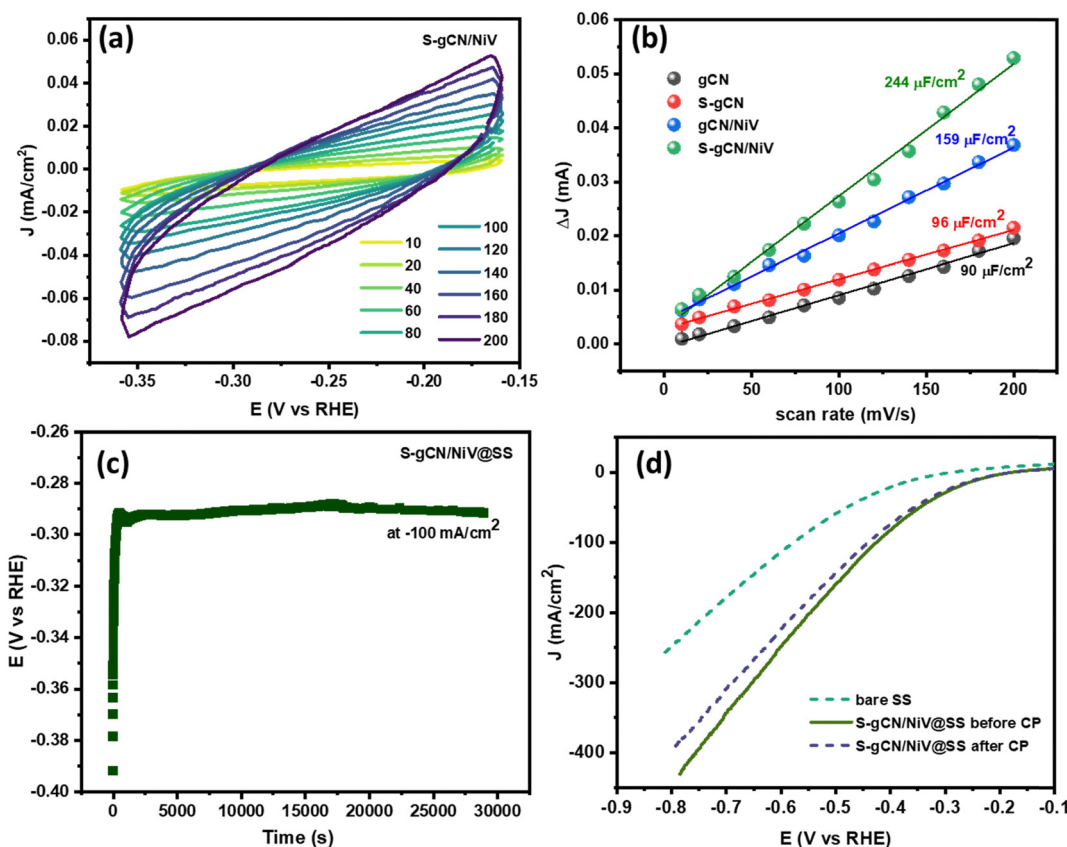 (a)
S-gCN/NiV
0.06
0.04
0.02
0.00
-0.02
-0.04
-0.06
-0.08
J (mA/cm²)
10
20
40
60
80
100
120
140
160
180
200
-0.35
-0.30
-0.25
-0.20
-0.15
E (V vs RHE)
(b)
0.06
0.05
0.04
0.03
0.02
0.01
0.00
ΔJ (mA)
gCN
S-gCN
gCN/NiV
S-gCN/NiV
244 μF/cm²
159 μF/cm²
96 μF/cm²
90 μF/cm²
0
50
100
150
200
scan rate (mV/s)
(c)
S-gCN/NiV@SS
at -100 mA/cm²
-0.26
-0.28
-0.30
-0.32
-0.34
-0.36
-0.38
-0.40
E (V vs RHE)
0
5000
10000
15000
20000
25000
30000
Time (s)
(d)
0
-100
-200
-300
-400
J (mA/cm²)
bare SS
S-gCN/NiV@SS before CP
S-gCN/NiV@SS after CP
-0.9
-0.8
-0.7
-0.6
-0.5
-0.4
-0.3
-0.2
-0.1
E (V vs RHE)